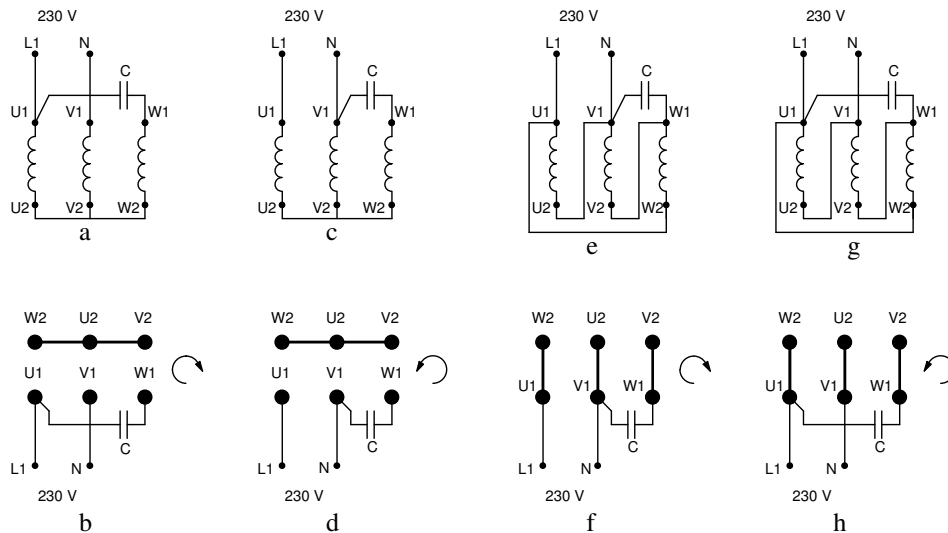 230 V 230 V 230 V 230 V
L1 N L1 N L1 N L1 N
C C C C
U1 V1 W1 U1 V1 W1 U1 V1 W1 U1 V1 W1
U2 V2 W2 U2 V2 W2 U2 V2 W2 U2 V2 W2
a c e g
W2 U2 V2 W2 U2 V2 W2 U2 V2 W2 U2 V2
U1 V1 W1 U1 V1 W1 U1 V1 W1 U1 V1 W1
C C C C
L1 N L1 N L1 N L1 N
230 V 230 V 230 V 230 V
b d f h